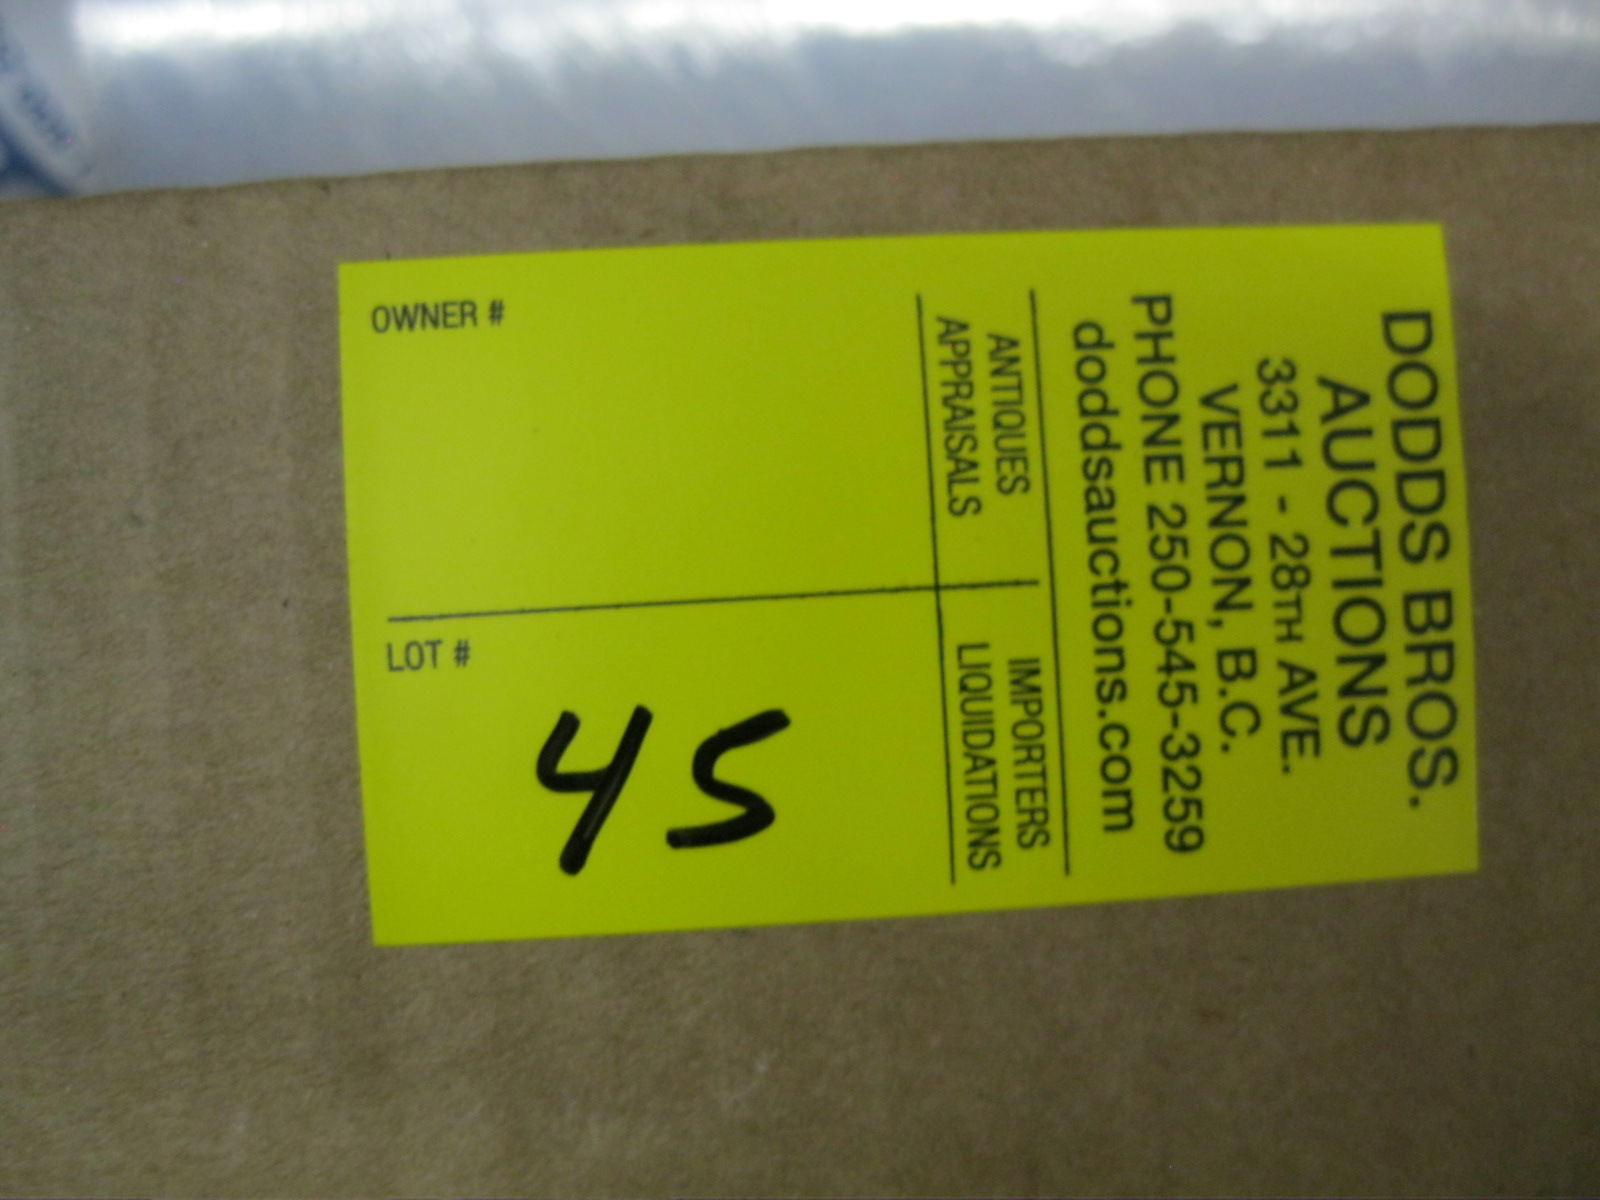 DODDS BROS.
AUCTIONS
3311 - 28TH AVE.
VERNON, B.C.
PHONE 250-545-3259
doddsauctions.com
ANTIQUES
APPRAISALS
IMPORTERS
LIQUIDATIONS
OWNER #
LOT #
45